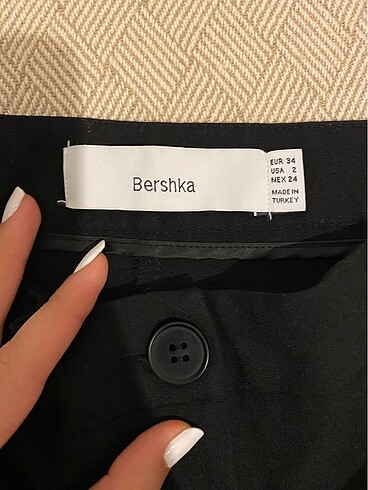 Bershka
EUR 34
USA 2
MEX 24
MADE IN
TURKEY